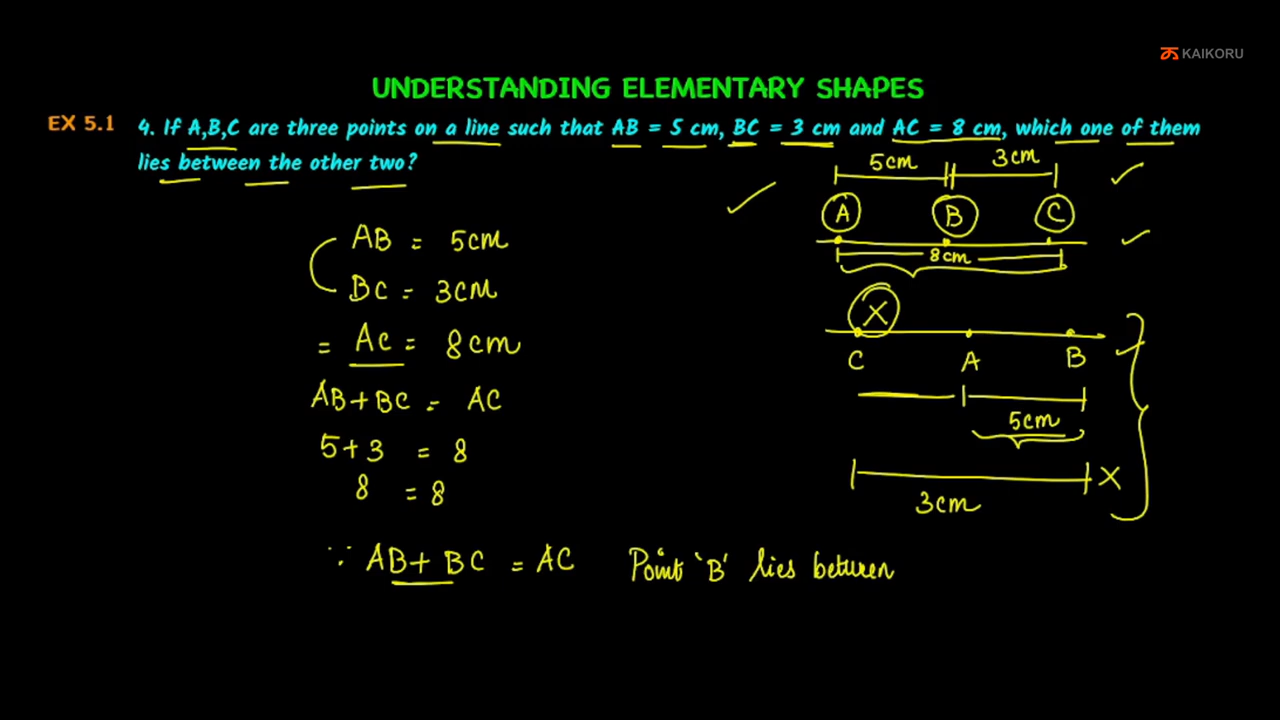 KAIKORU
UNDERSTANDING ELEMENTARY SHAPES
EX 5.1 4. If A,B,C are three points on a line such that AB = 5 cm, BC = 3 cm and AC = 8 cm, which one of them
lies between the other two?
5cm 3cm
A B C
8cm
AB = 5cm
BC = 3cm
= AC = 8cm
AB+BC = AC
5+3 = 8
8 = 8
X
C A B
5cm
X
3cm
∵ AB+BC = AC Point 'B' lies between